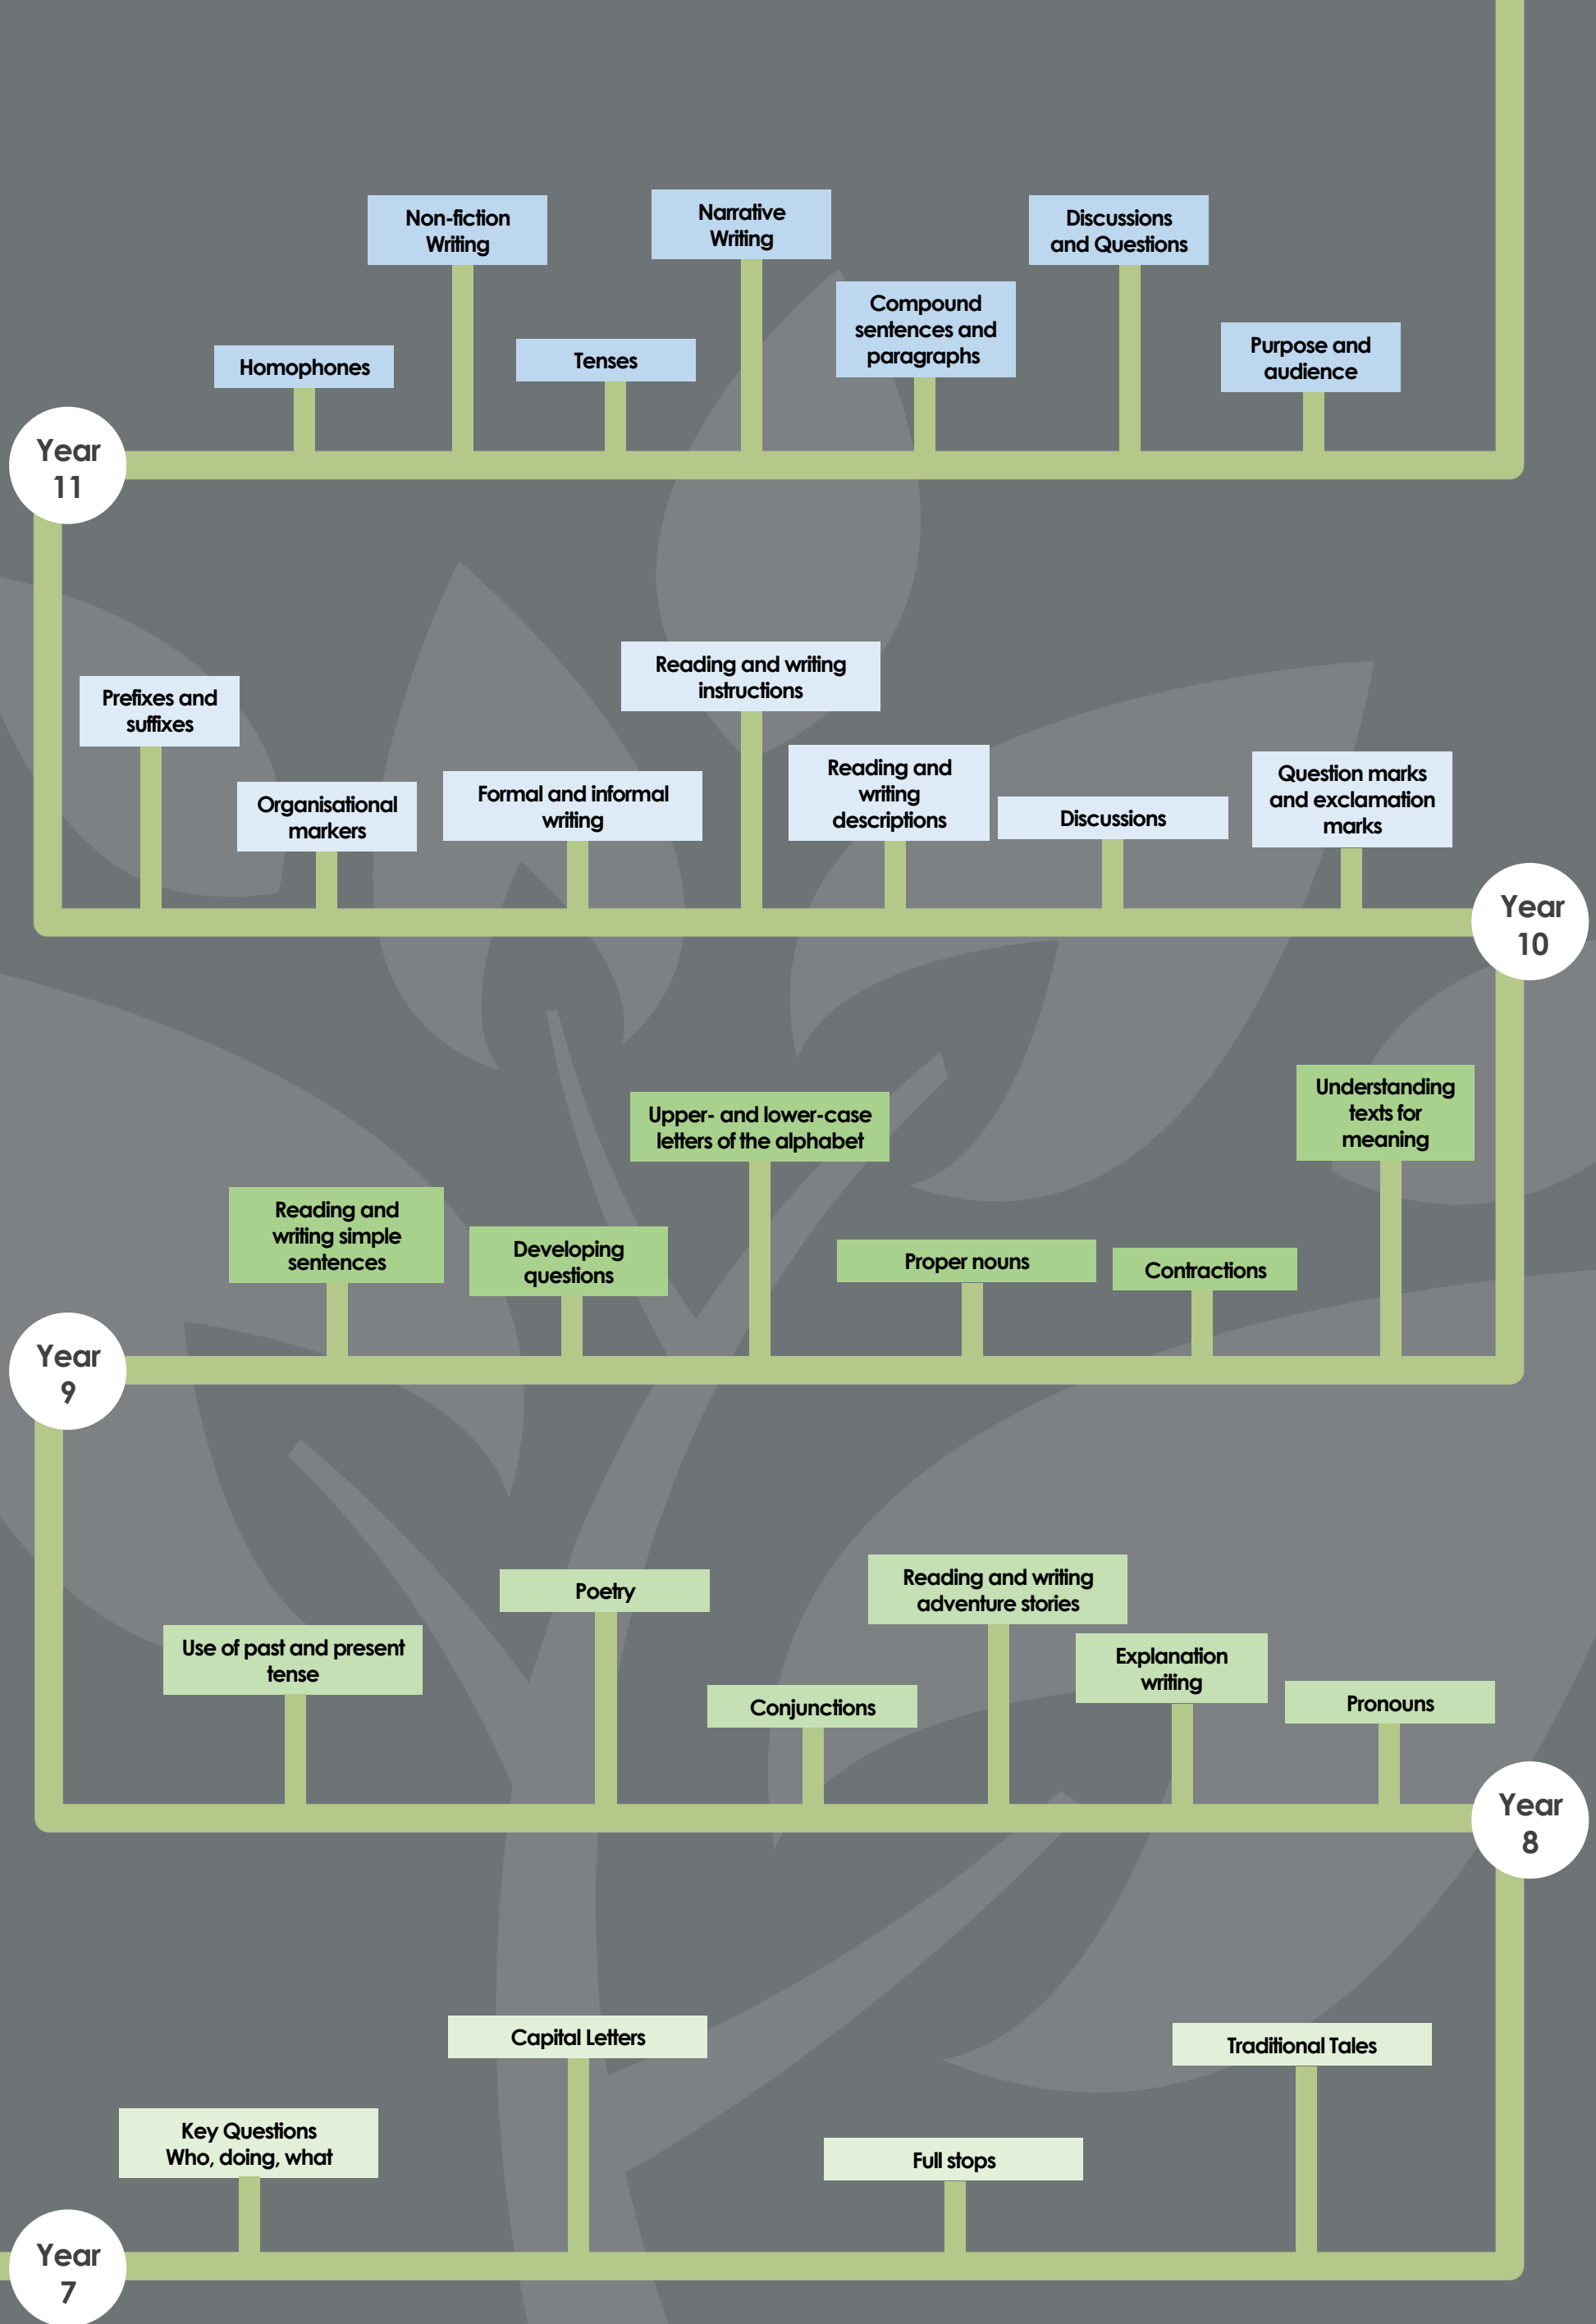 Non-fiction
Writing
Narrative
Writing
Discussions
and Questions
Compound
sentences and
paragraphs
Purpose and
audience
Homophones
Tenses
Year
11
Reading and writing
instructions
Prefixes and
suffixes
Organisational
markers
Formal and informal
writing
Reading and
writing
descriptions
Discussions
Question marks
and exclamation
marks
Year
10
Understanding
texts for
meaning
Upper- and lower-case
letters of the alphabet
Reading and
writing simple
sentences
Developing
questions
Proper nouns
Contractions
Year
9
Poetry
Reading and writing
adventure stories
Use of past and present
tense
Explanation
writing
Conjunctions
Pronouns
Year
8
Capital Letters
Traditional Tales
Key Questions
Who, doing, what
Full stops
Year
7